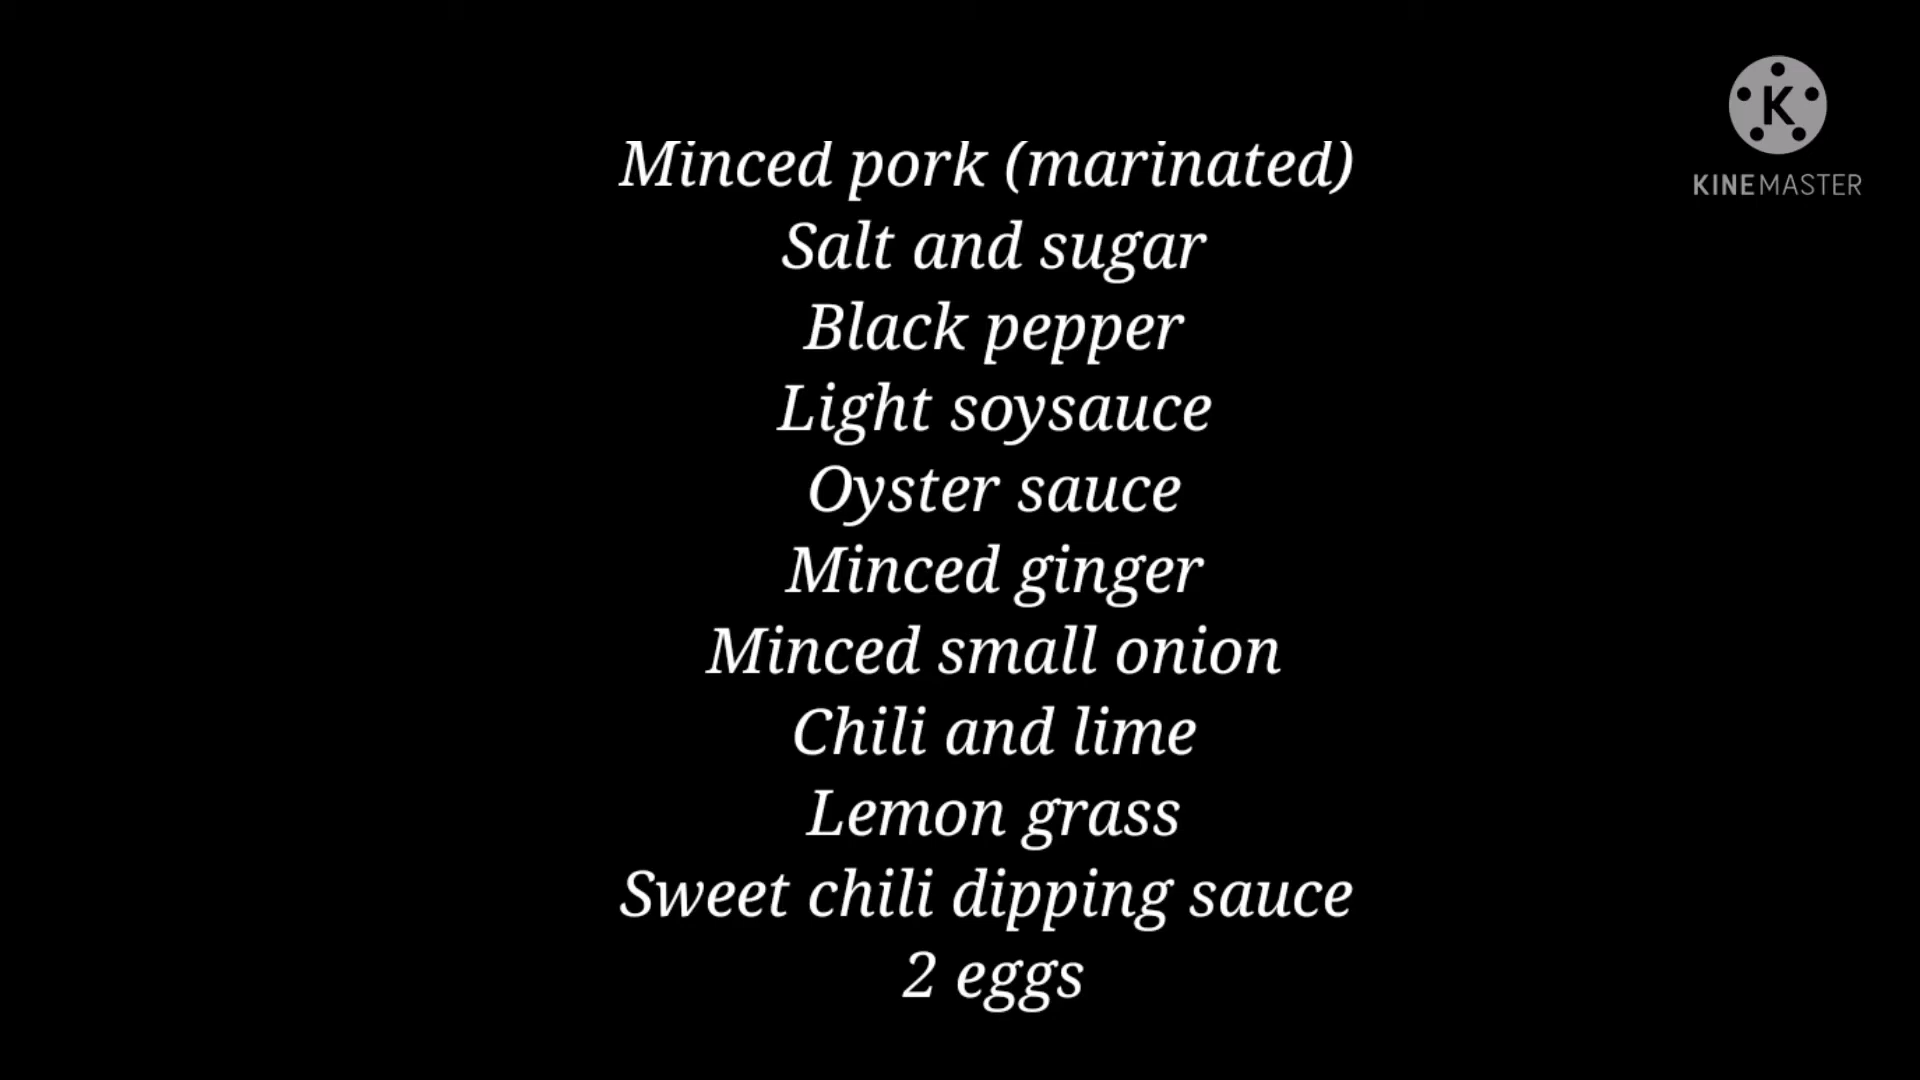 K
KINEMASTER
Minced pork (marinated)
Salt and sugar
Black pepper
Light soysauce
Oyster sauce
Minced ginger
Minced small onion
Chili and lime
Lemon grass
Sweet chili dipping sauce
2 eggs